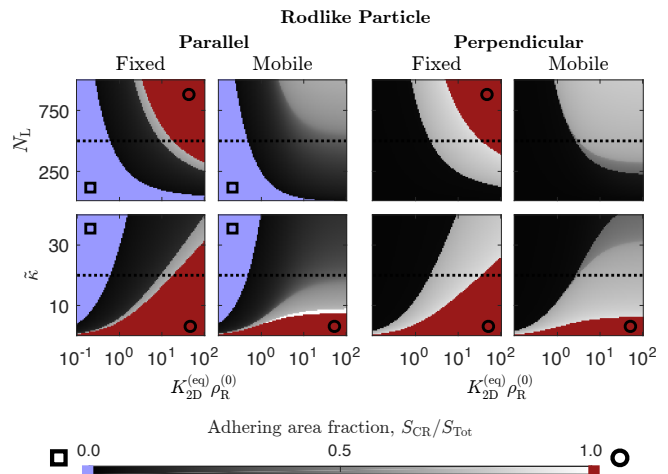 Rodlike Particle
Parallel Perpendicular
Fixed Mobile Fixed Mobile
N_L
750
250
κ̃
30
10
10^-1 10^0 10^1 10^2 10^0 10^1 10^2 10^0 10^1 10^2 10^0 10^1 10^2
K_2D^(eq) ρ_R^(0) K_2D^(eq) ρ_R^(0)
Adhering area fraction, S_CR/S_Tot
0.0 0.5 1.0